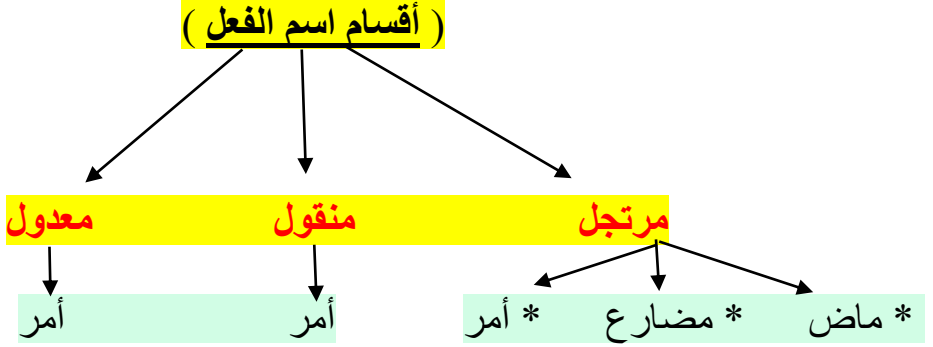 ( أقسام اسم الفعل )
مرتجل منقول معدول
* ماض * مضارع * أمر أمر أمر